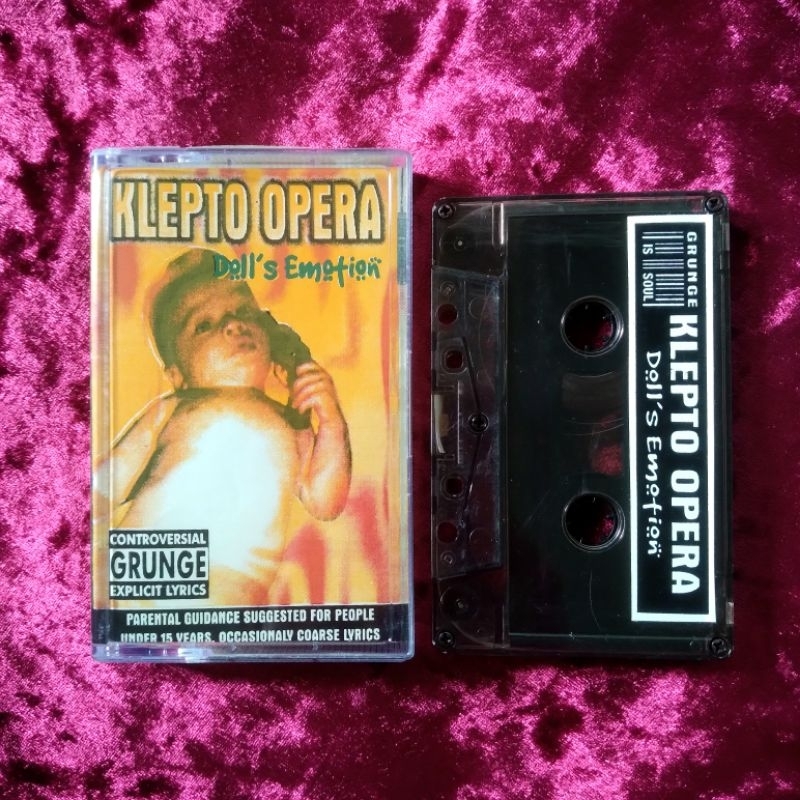 KLEPTO OPERA
Doll's Emotion
CONTROVERSIAL
GRUNGE
EXPLICIT LYRICS
PARENTAL GUIDANCE SUGGESTED FOR PEOPLE
UNDER 15 YEARS, OCCASIONALY COARSE LYRICS
GRUNGE
IS SOUL
KLEPTO OPERA
Doll's Emotion